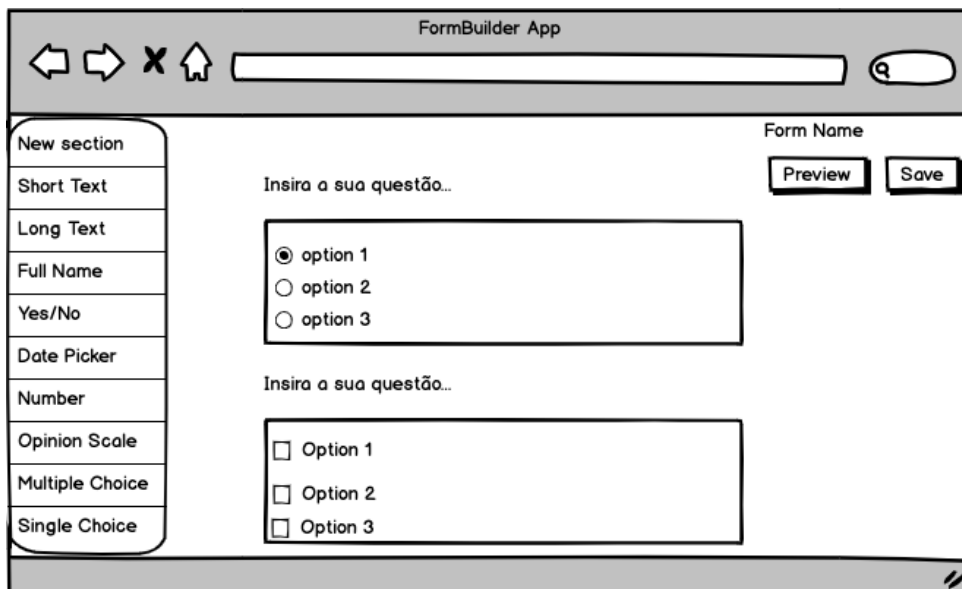 FormBuilder App
New section
Short Text
Long Text
Full Name
Yes/No
Date Picker
Number
Opinion Scale
Multiple Choice
Single Choice
Insira a sua questão...
option 1
option 2
option 3
Insira a sua questão...
Option 1
Option 2
Option 3
Form Name
Preview
Save